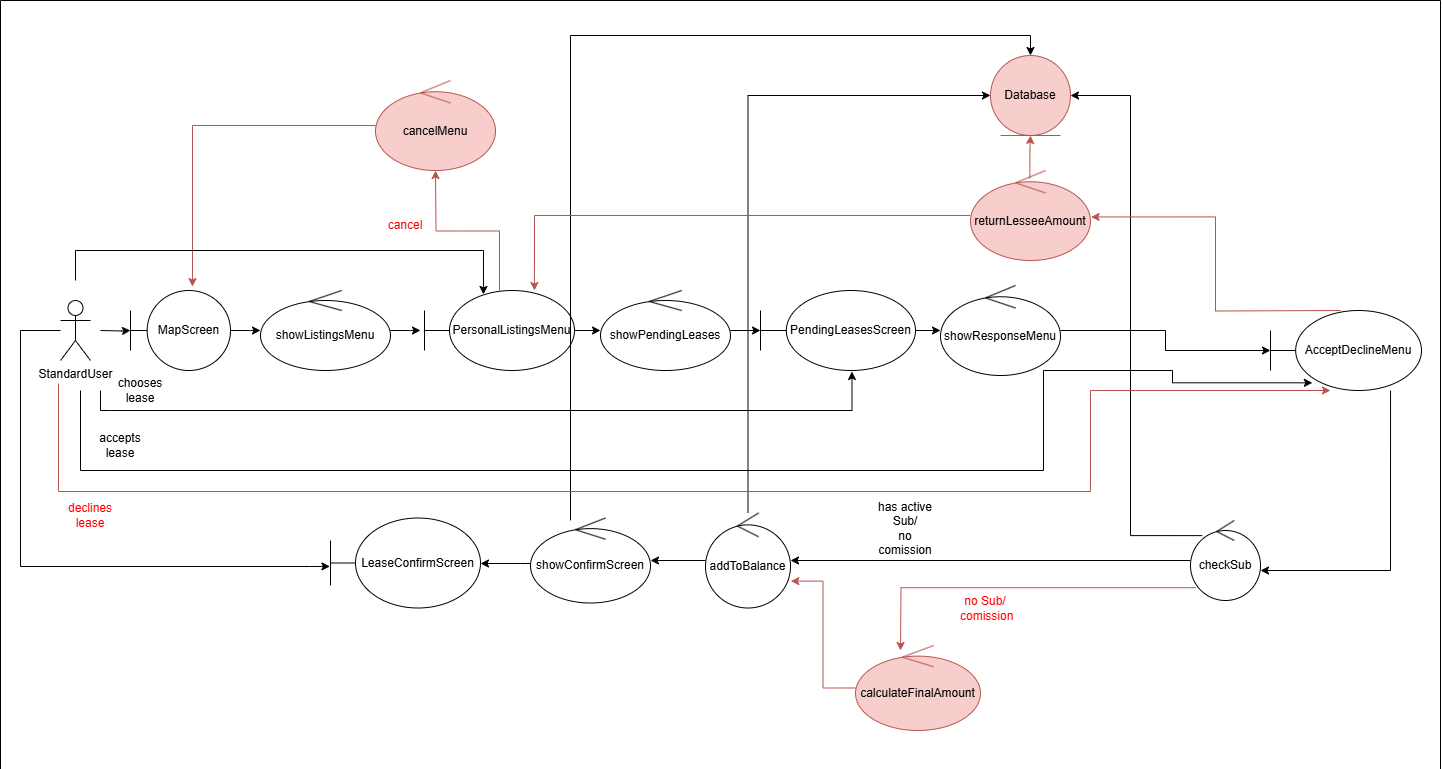 Database
cancelMenu
returnLesseeAmount
cancel
MapScreen
showListingsMenu
PersonalListingsMenu
showPendingLeases
PendingLeasesScreen
showResponseMenu
AcceptDeclineMenu
StandardUser
chooses
lease
accepts
lease
declines
lease
has active
Sub/
no
comission
LeaseConfirmScreen
showConfirmScreen
addToBalance
checkSub
no Sub/
comission
calculateFinalAmount